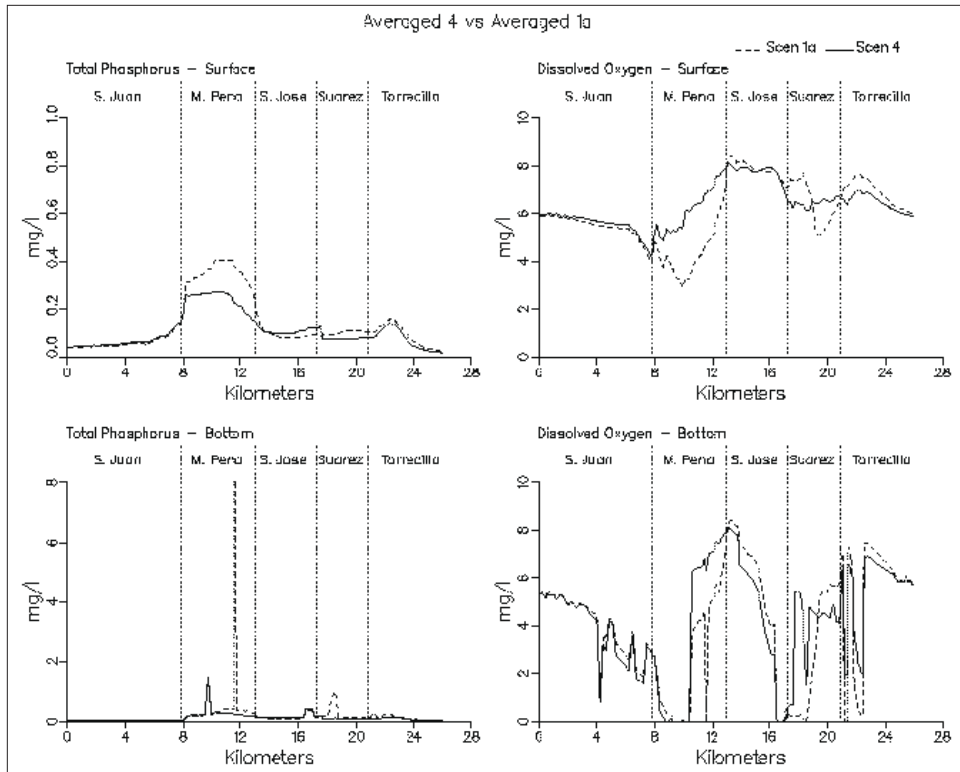 Averaged 4 vs Averaged 1a
Scen 1a Scen 4
Total Phosphorus – Surface
S. Juan M. Pena S. Jose Suarez Torrecilla
mg/l
0.0 0.2 0.4 0.6 0.8 1.0
0 4 8 12 16 20 24 28
Kilometers
Dissolved Oxygen – Surface
S. Juan M. Pena S. Jose Suarez Torrecilla
mg/l
0 2 4 6 8 10
0 4 8 12 16 20 24 28
Kilometers
Total Phosphorus – Bottom
S. Juan M. Pena S. Jose Suarez Torrecilla
mg/l
0 2 4 6 8
0 4 8 12 16 20 24 28
Kilometers
Dissolved Oxygen – Bottom
S. Juan M. Pena S. Jose Suarez Torrecilla
mg/l
0 2 4 6 8 10
0 4 8 12 16 20 24 28
Kilometers